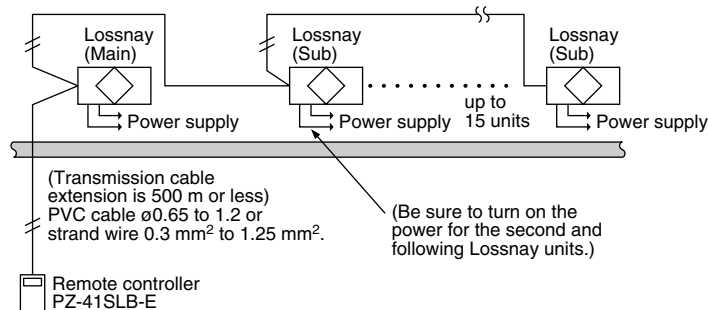 Lossnay
(Main)
Lossnay
(Sub)
Lossnay
(Sub)
up to
15 units
Power supply
Power supply
Power supply
(Transmission cable
extension is 500 m or less)
PVC cable ø0.65 to 1.2 or
strand wire 0.3 mm² to 1.25 mm².
(Be sure to turn on the
power for the second and
following Lossnay units.)
Remote controller
PZ-41SLB-E